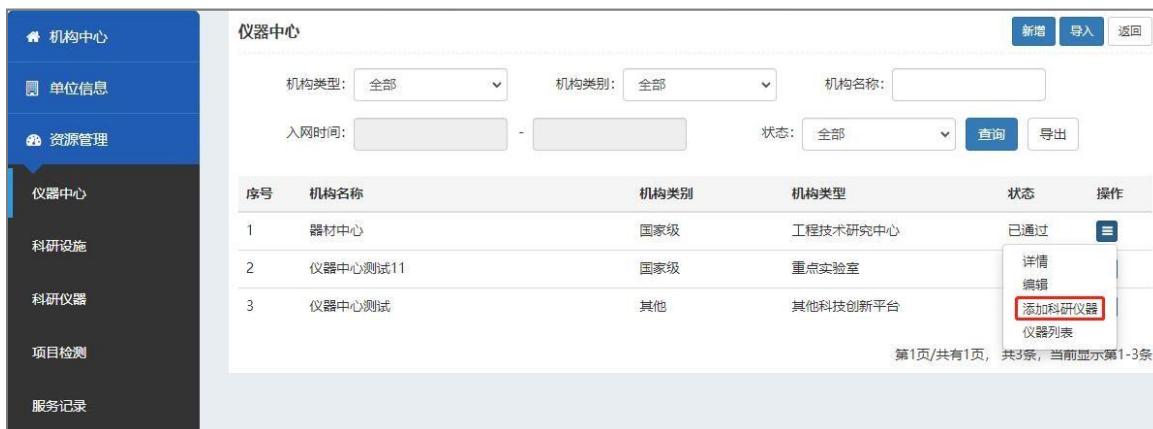 机构中心
单位信息
资源管理
仪器中心
科研设施
科研仪器
项目检测
服务记录
仪器中心
新增 导入 返回
机构类型： 全部 机构类别： 全部 机构名称：
入网时间： - 状态： 全部 查询 导出
序号 机构名称 机构类别 机构类型 状态 操作
1 器材中心 国家级 工程技术研究中心 已通过
2 仪器中心测试11 国家级 重点实验室
3 仪器中心测试 其他 其他科技创新平台
详情
编辑
添加科研仪器
仪器列表
第1页/共有1页， 共3条， 当前显示第1-3条